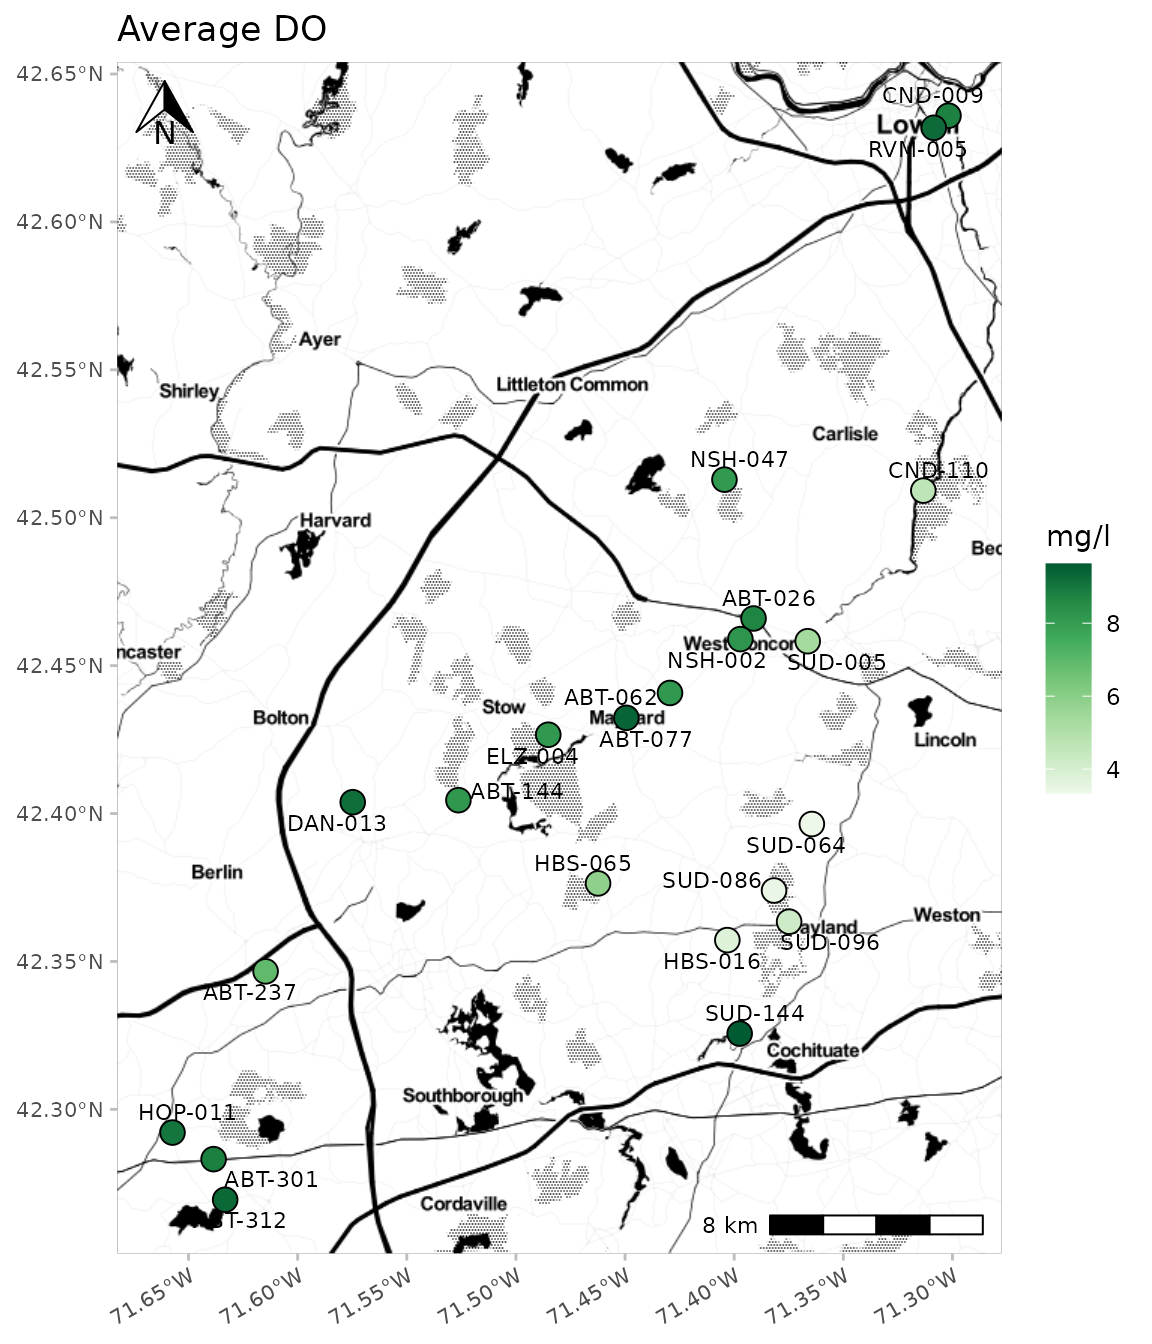 Average DO
42.65°N
N
CND-009
Low
RVM-005
42.60°N
Ayer
42.55°N
Shirley
Littleton Common
Carlisle
NSH-047
CND-110
42.50°N
Harvard
Bed
mg/l
ABT-026
8
West Concor
ncaster
42.45°N
NSH-002
SUD-005
ABT-062
Stow
Bolton
ABT-077
Lincoln
ELZ-004
6
ABT-144
4
42.40°N
DAN-013
SUD-064
HBS-065
Berlin
SUD-086
Weston
ayland
SUD-096
42.35°N
HBS-016
ABT-237
SUD-144
Cochituate
Southborough
42.30°N
HOP-011
ABT-301
Cordaville
BT-312
8 km
71.65°W
71.60°W
71.55°W
71.50°W
71.45°W
71.40°W
71.35°W
71.30°W